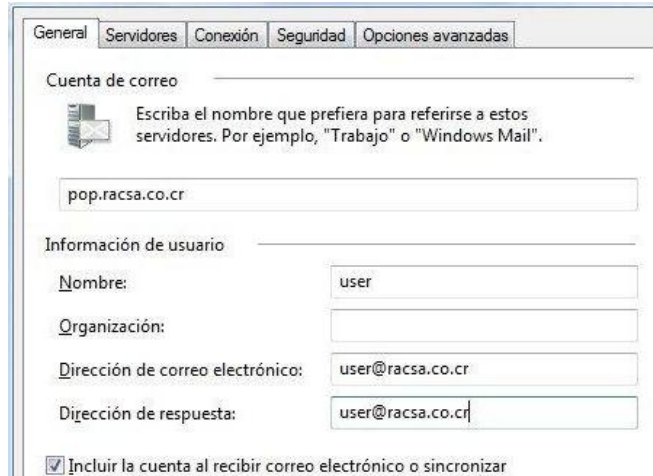 General Servidores Conexión Seguridad Opciones avanzadas
Cuenta de correo
Escriba el nombre que prefiera para referirse a estos
servidores. Por ejemplo, "Trabajo" o "Windows Mail".
pop.racsa.co.cr
Información de usuario
Nombre: user
Organización:
Dirección de correo electrónico: user@racsa.co.cr
Dirección de respuesta: user@racsa.co.cr
Incluir la cuenta al recibir correo electrónico o sincronizar